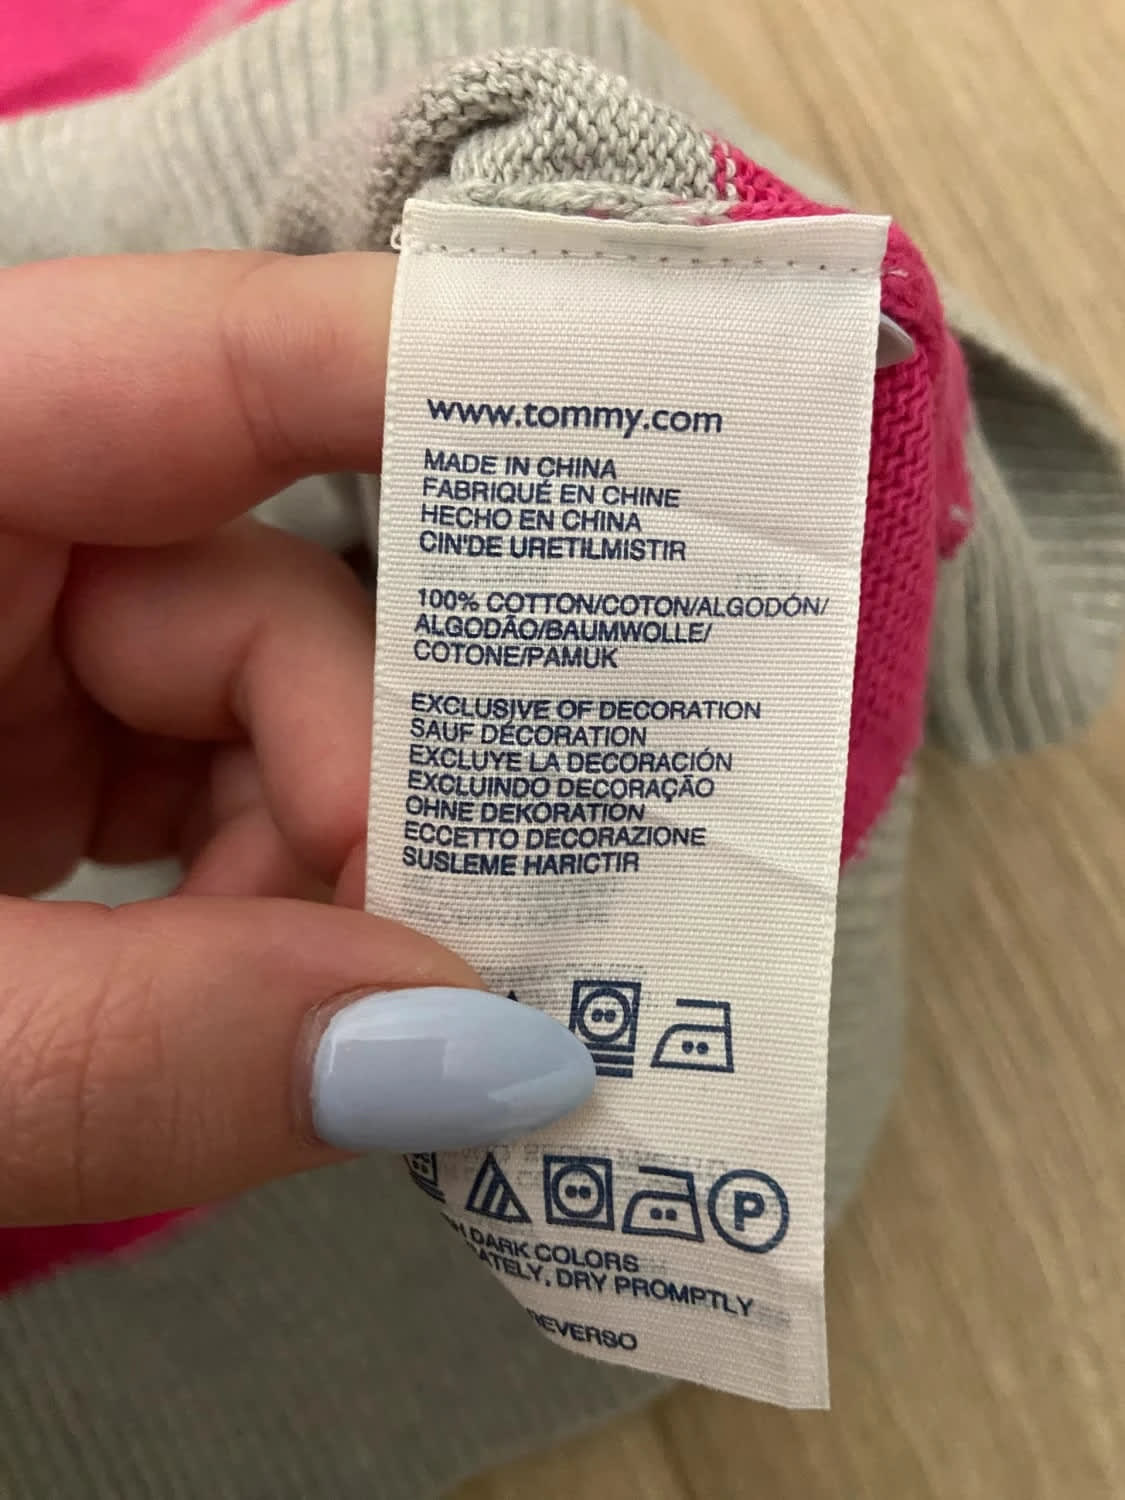 www.tommy.com
MADE IN CHINA
FABRIQUÉ EN CHINE
HECHO EN CHINA
CIN'DE URETILMISTIR
100% COTTON/COTON/ALGODÓN/
ALGODÃO/BAUMWOLLE/
COTONE/PAMUK
EXCLUSIVE OF DECORATION
SAUF DÉCORATION
EXCLUYE LA DECORACIÓN
EXCLUINDO DECORAÇÃO
OHNE DEKORATION
ECCETTO DECORAZIONE
SUSLEME HARICTIR
P
DARK COLORS
DRY PROMPTLY
REVERSO